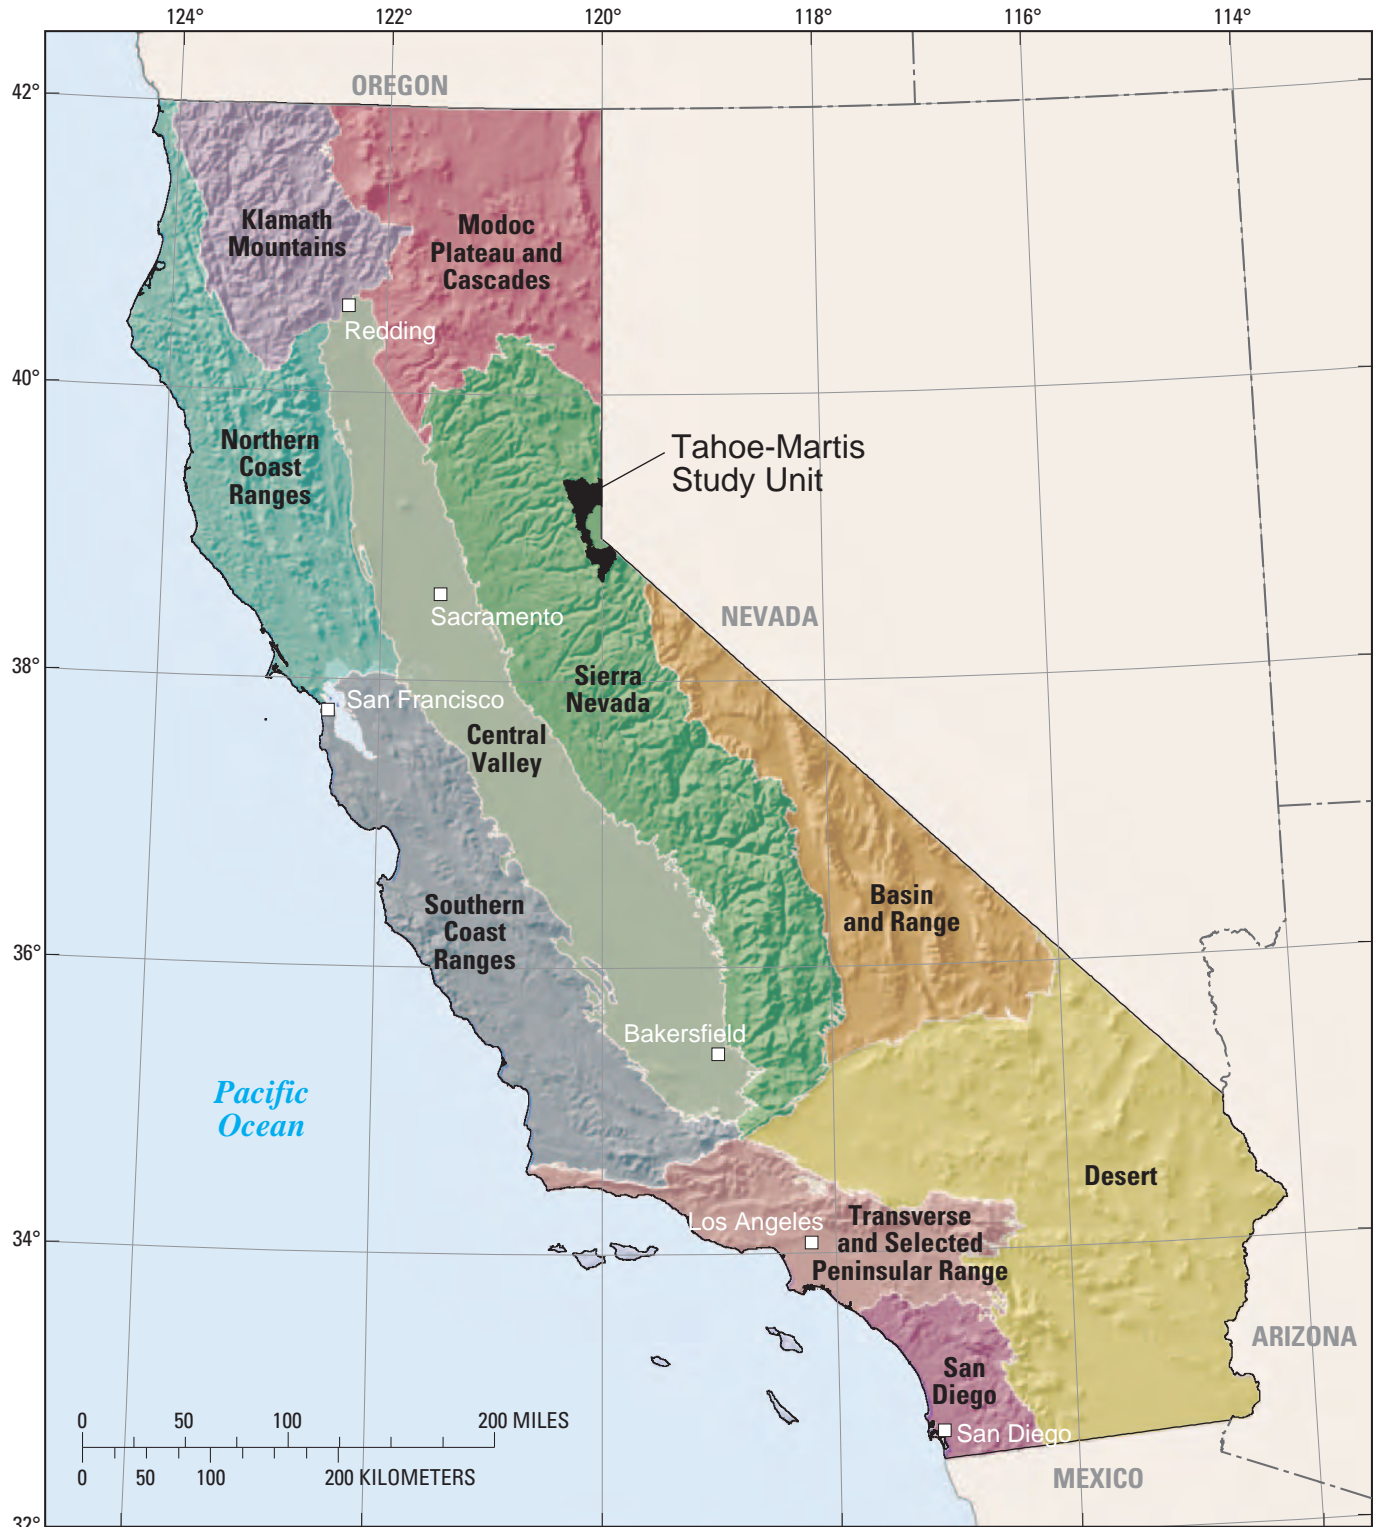 124°
122°
120°
118°
116°
114°
42°
OREGON
Klamath
Mountains
Modoc
Plateau and
Cascades
Redding
40°
Northern
Coast
Ranges
Tahoe-Martis
Study Unit
Sacramento
NEVADA
38°
Sierra
Nevada
San Francisco
Central
Valley
Basin
and Range
Southern
Coast
Ranges
36°
Bakersfield
Pacific
Ocean
Desert
Los Angeles
Transverse
and Selected
Peninsular Range
34°
ARIZONA
San
Diego
San Diego
0 50 100 200 MILES
0 50 100 200 KILOMETERS
MEXICO
32°